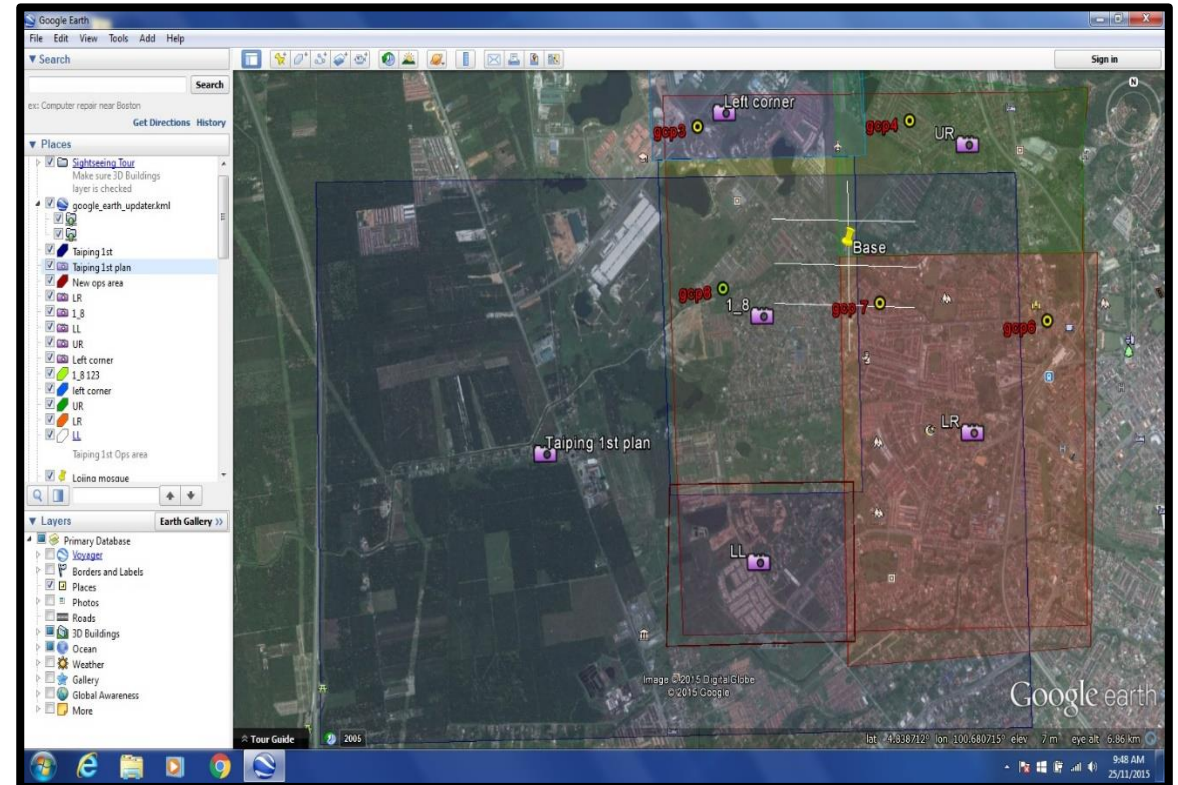 Google Earth
File Edit View Tools Add Help
Search
Search
ex: Computer repair near Boston
Get Directions History
Places
Sightseeing Tour
Make sure 3D Buildings
layer is checked
google_earth_updater.kml
Taiping 1st
Taiping 1st plan
New ops area
LR
1_8
LL
UR
Left corner
1_8 123
left corner
UR
LR
LL
Taiping 1st Ops area
Lojing mosque
Layers
Earth Gallery >>
Primary Database
Voyager
Borders and Labels
Places
Photos
Roads
3D Buildings
Ocean
Weather
Gallery
Global Awareness
More
Sign in
N
Left corner
gcp3
gcp4
UR
Base
gcp8
1_8
gcp 7
gcp6
LR
Taiping 1st plan
LL
Image © 2015 DigitalGlobe
© 2015 Google
Google earth
Tour Guide
2005
lat 4.838712° lon 100.680715° elev 7 m eye alt 6.86 km
9:48 AM
25/11/2015